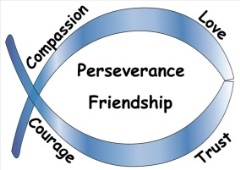 Compassion
Love
Perseverance
Friendship
Courage
Trust